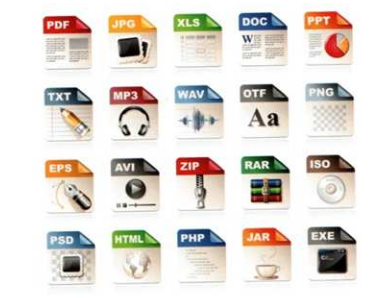 PDF JPG XLS DOC PPT
W
TXT MP3 WAV OTF PNG
Aa
EPS AVI ZIP RAR ISO
PSD HTML PHP JAR EXE